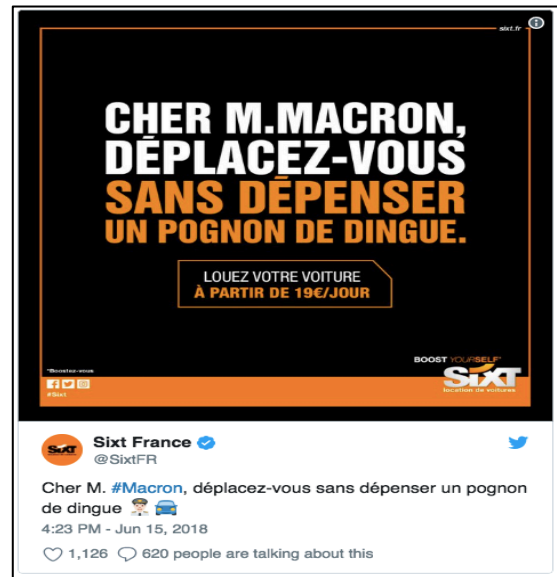 sixt.fr
CHER M.MACRON,
DÉPLACEZ-VOUS
SANS DÉPENSER
UN POGNON DE DINGUE.
LOUEZ VOTRE VOITURE
À PARTIR DE 19€/JOUR
BOOST YOURSELF*
*Boostez-vous
SIXT
location de voitures
#Sixt
SIXT
Sixt France
@SixtFR
Cher M. #Macron, déplacez-vous sans dépenser un pognon
de dingue 👨🏻‍✈️ 🚘
4:23 PM - Jun 15, 2018
1,126 620 people are talking about this